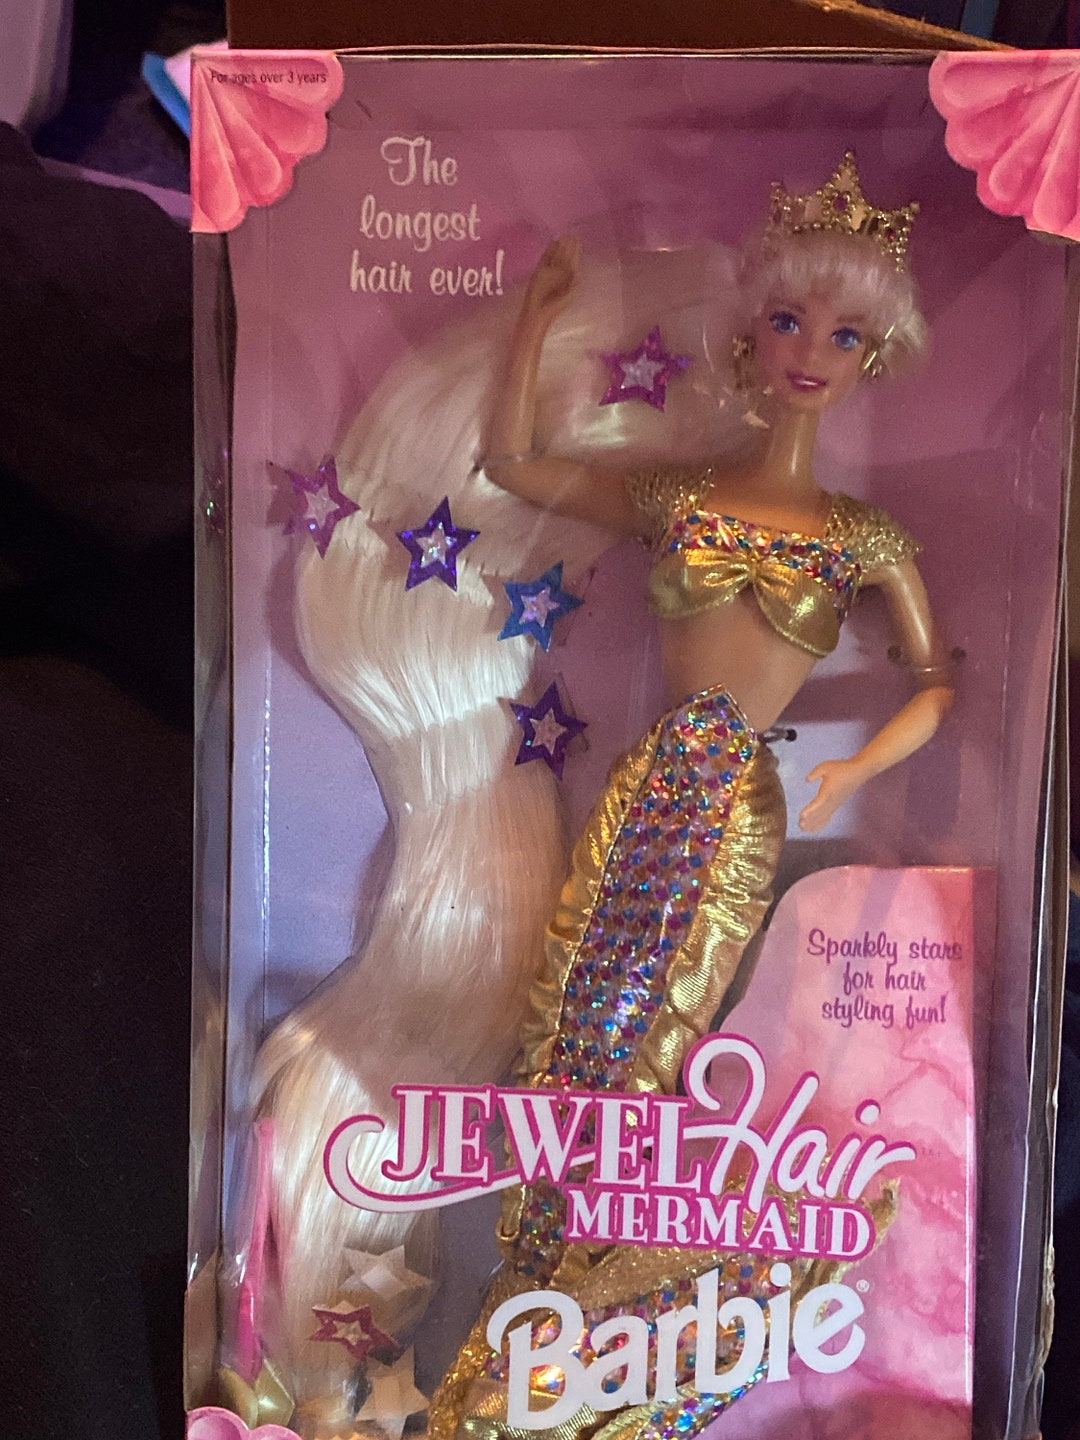 For ages over 3 years
The
longest
hair ever!
Sparkly stars
for hair
styling fun!
JEWEL Hair
MERMAID
Barbie®